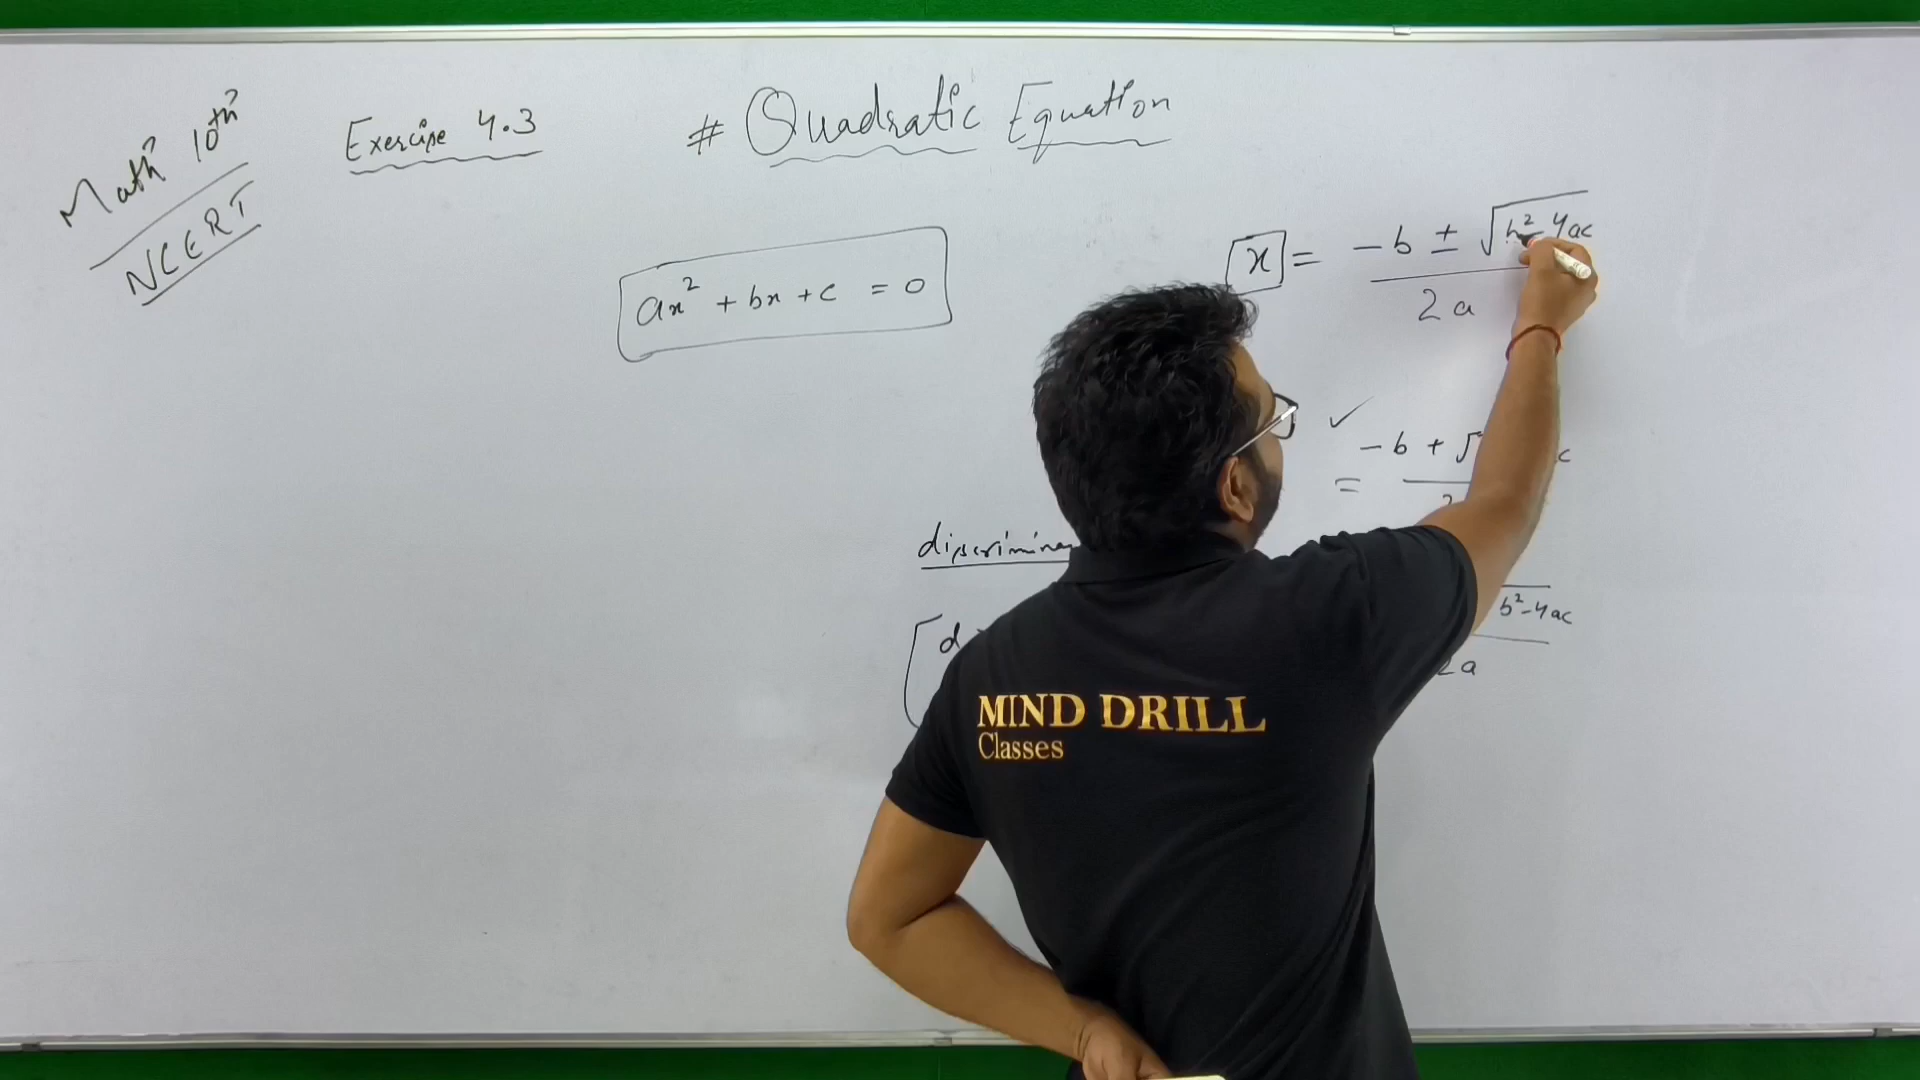 Math 10th
NCERT
Exercise 4.3
# Quadratic Equation
ax² + bx + c = 0
x = -b ± √b²-4ac
2a
✓
-b + √
=
c
b²-4ac
2a
d
MIND DRILL
Classes